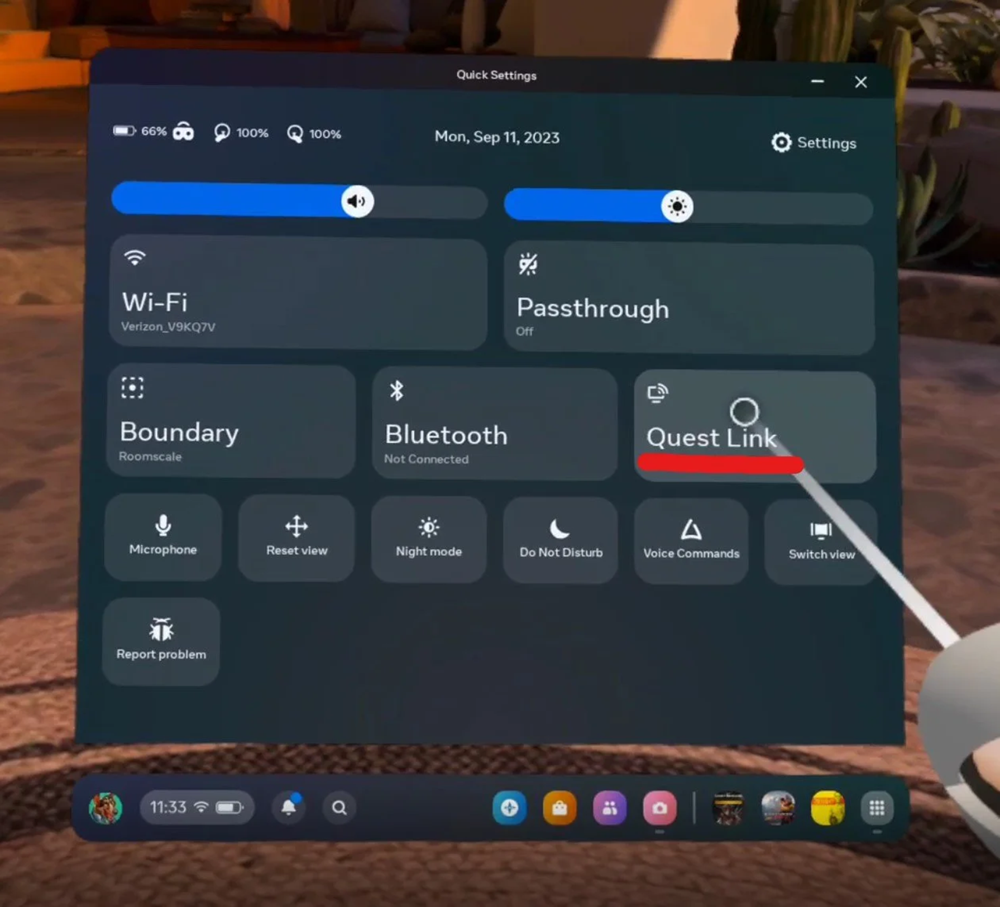 Quick Settings
66% 100% 100%
Mon, Sep 11, 2023
Settings
Wi-Fi
Verizon_V9KQ7V
Passthrough
Off
Boundary
Roomscale
Bluetooth
Not Connected
Quest Link
Microphone
Reset view
Night mode
Do Not Disturb
Voice Commands
Switch view
Report problem
11:33